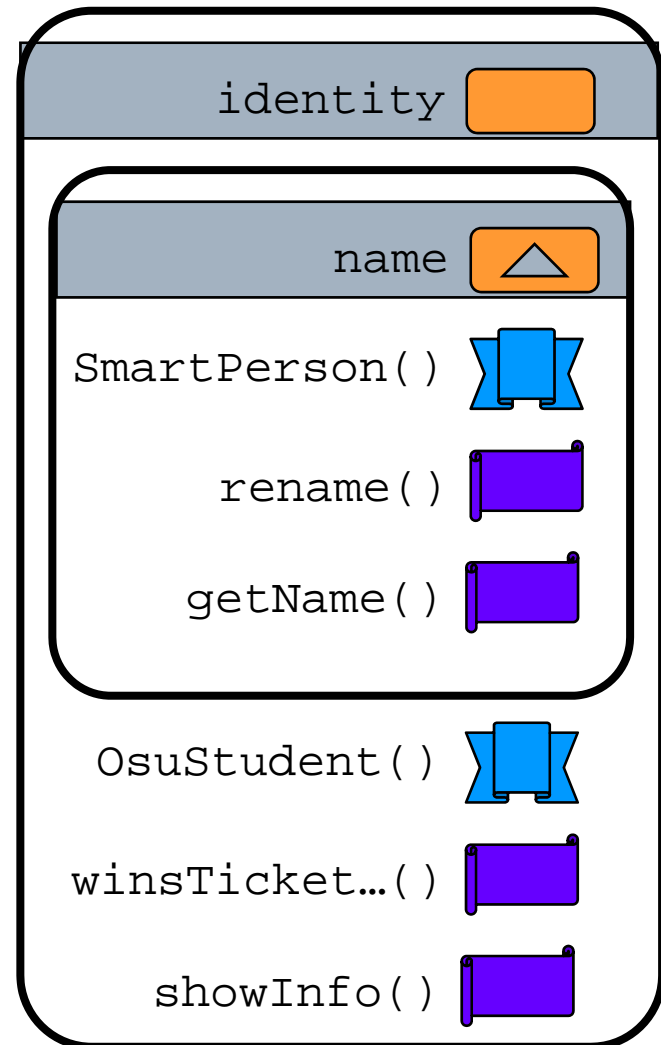 identity
name
SmartPerson()
rename()
getName()
OsuStudent()
winsTicket…()
showInfo()